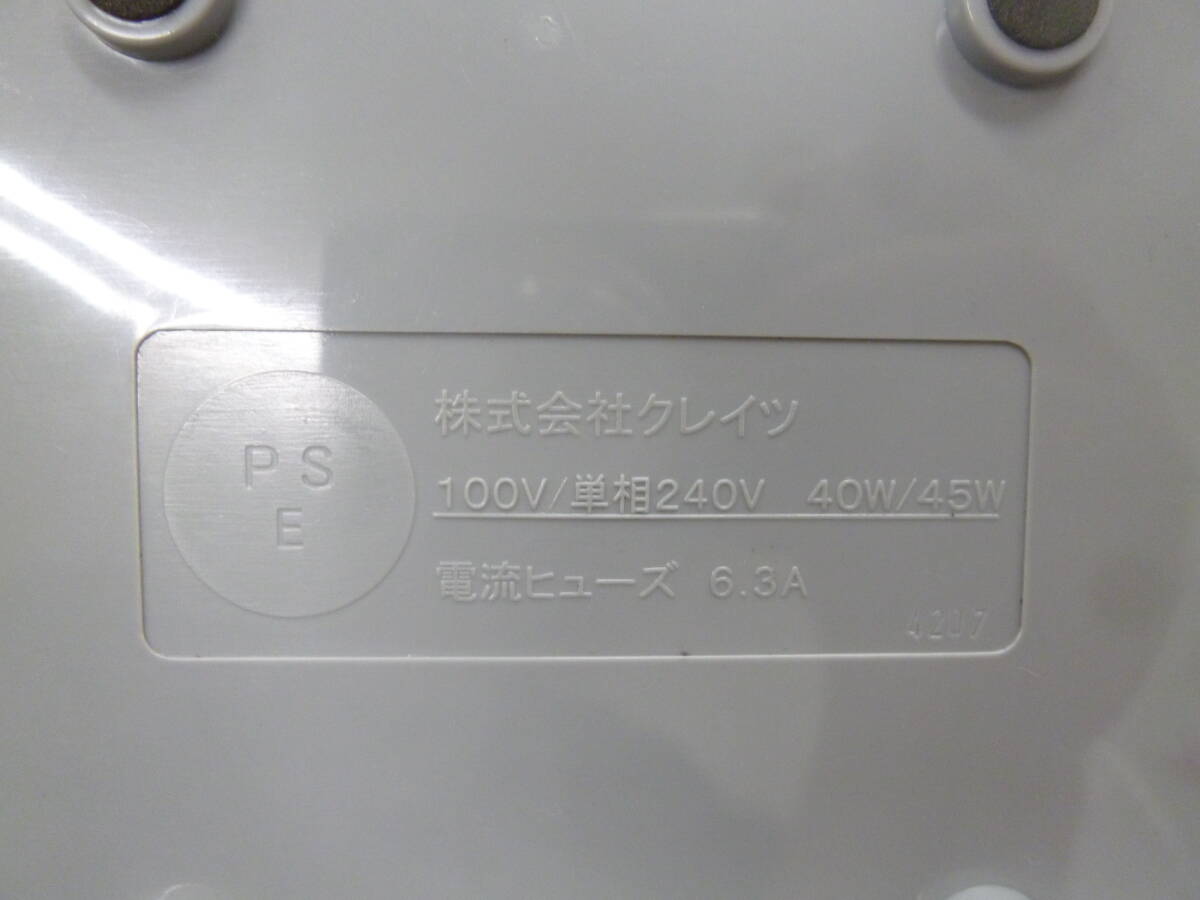 PS
E
株式会社クレイツ
100V/単相240V 40W/45W
電流ヒューズ 6.3A
4207